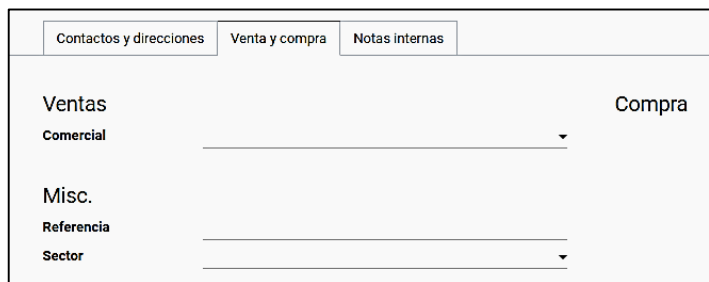 Contactos y direcciones Venta y compra Notas internas
Ventas Compra
Comercial
Misc.
Referencia
Sector